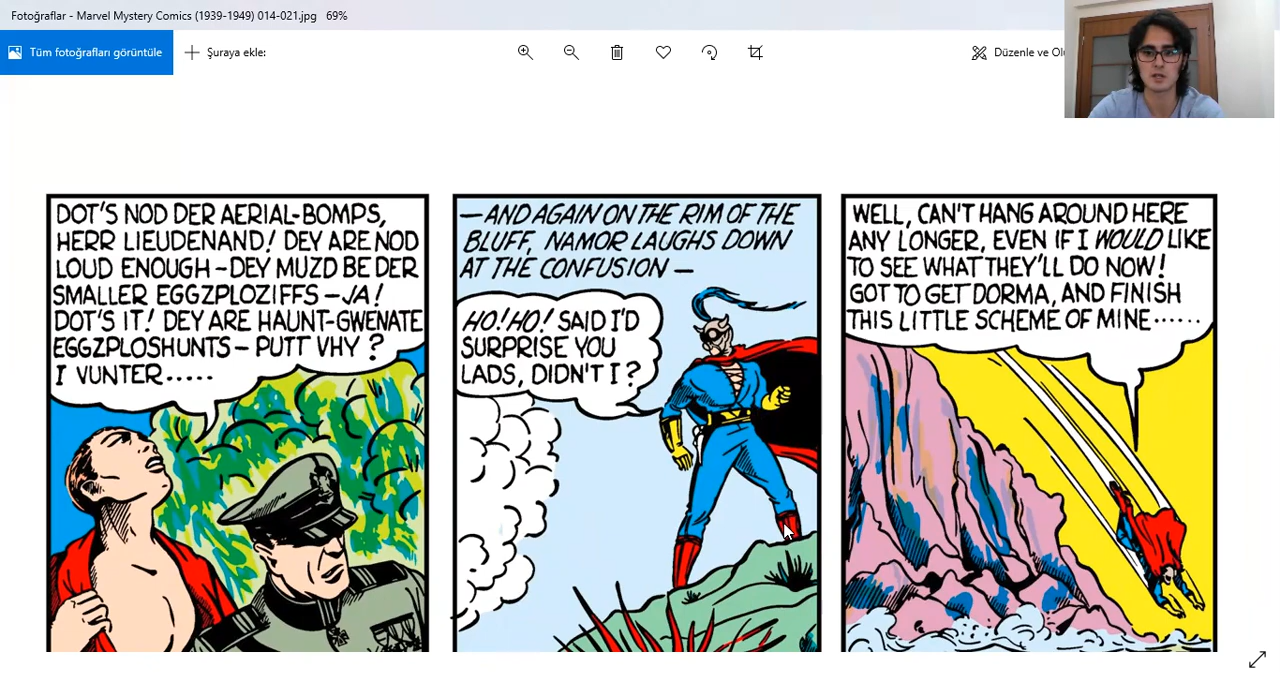 Fotoğraflar - Marvel Mystery Comics (1939-1949) 014-021.jpg 69%
Tüm fotoğrafları görüntüle
Şuraya ekle:
Düzenle ve Olu
DOT'S NOD DER AERIAL-BOMPS,
HERR LIEUDENAND! DEY ARE NOD
LOUD ENOUGH - DEY MUZD BE DER
SMALLER EGGZPLOZIFFS - JA!
DOT'S IT! DEY ARE HAUNT-GWENATE
EGGZPLOSHUNTS - PUTT VHY?
I VUNTER.....
—AND AGAIN ON THE RIM OF THE
BLUFF, NAMOR LAUGHS DOWN
AT THE CONFUSION —
HO! HO! SAID I'D
SURPRISE YOU
LADS, DIDN'T I?
WELL, CAN'T HANG AROUND HERE
ANY LONGER, EVEN IF I WOULD LIKE
TO SEE WHAT THEY'LL DO NOW!
GOT TO GET DORMA, AND FINISH
THIS LITTLE SCHEME OF MINE......